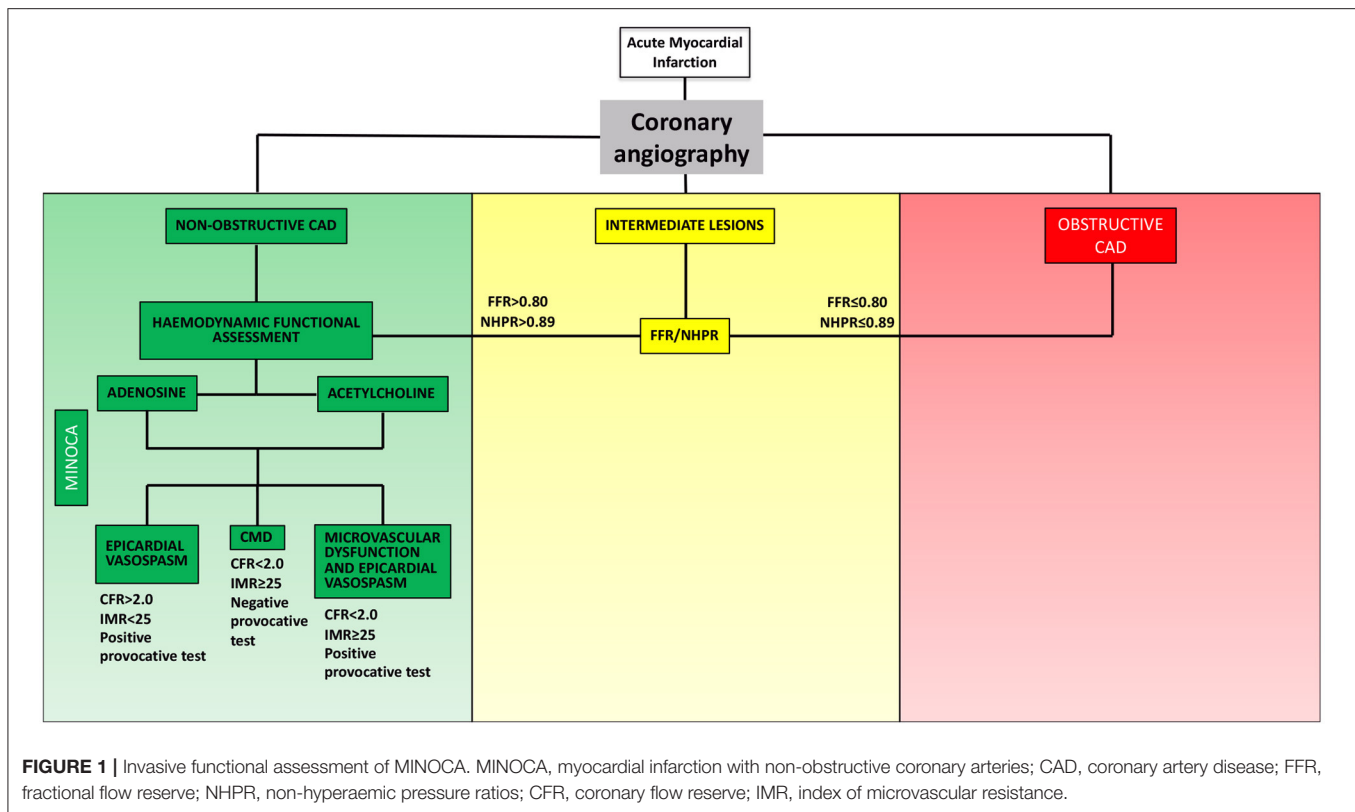 Acute Myocardial
Infarction
Coronary
angiography
NON-OBSTRUCTIVE CAD
INTERMEDIATE LESIONS
OBSTRUCTIVE
CAD
HAEMODYNAMIC FUNCTIONAL
ASSESSMENT
FFR>0.80
NHPR>0.89
FFR/NHPR
FFR≤0.80
NHPR≤0.89
ADENOSINE
ACETYLCHOLINE
MINOCA
EPICARDIAL
VASOSPASM
CFR>2.0
IMR<25
Positive
provocative test
CMD
CFR<2.0
IMR≥25
Negative
provocative
test
MICROVASCULAR
DYSFUNCTION
AND EPICARDIAL
VASOSPASM
CFR<2.0
IMR≥25
Positive
provocative test
FIGURE 1 | Invasive functional assessment of MINOCA. MINOCA, myocardial infarction with non-obstructive coronary arteries; CAD, coronary artery disease; FFR,
fractional flow reserve; NHPR, non-hyperaemic pressure ratios; CFR, coronary flow reserve; IMR, index of microvascular resistance.